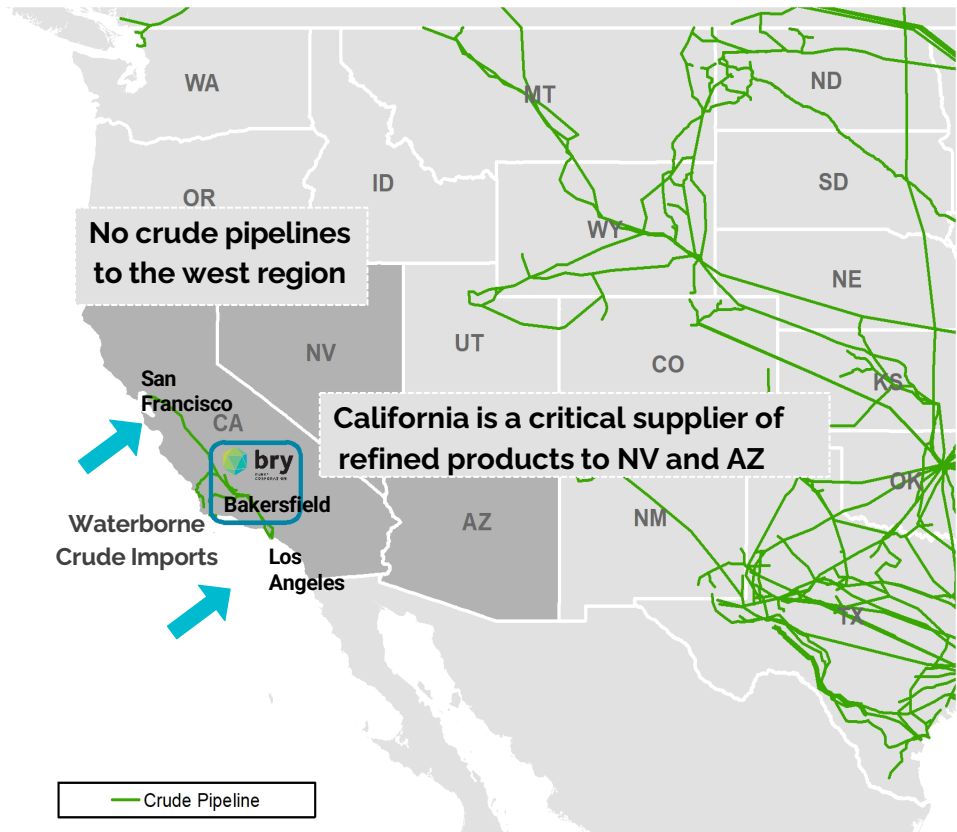 WA
MT
ND
ID
SD
OR
No crude pipelines
to the west region
WY
NE
NV
UT
CO
KS
San
Francisco
CA
California is a critical supplier of
refined products to NV and AZ
bry
CORPORATION
Bakersfield
OK
AZ
NM
Waterborne
Crude Imports
Los
Angeles
TX
Crude Pipeline